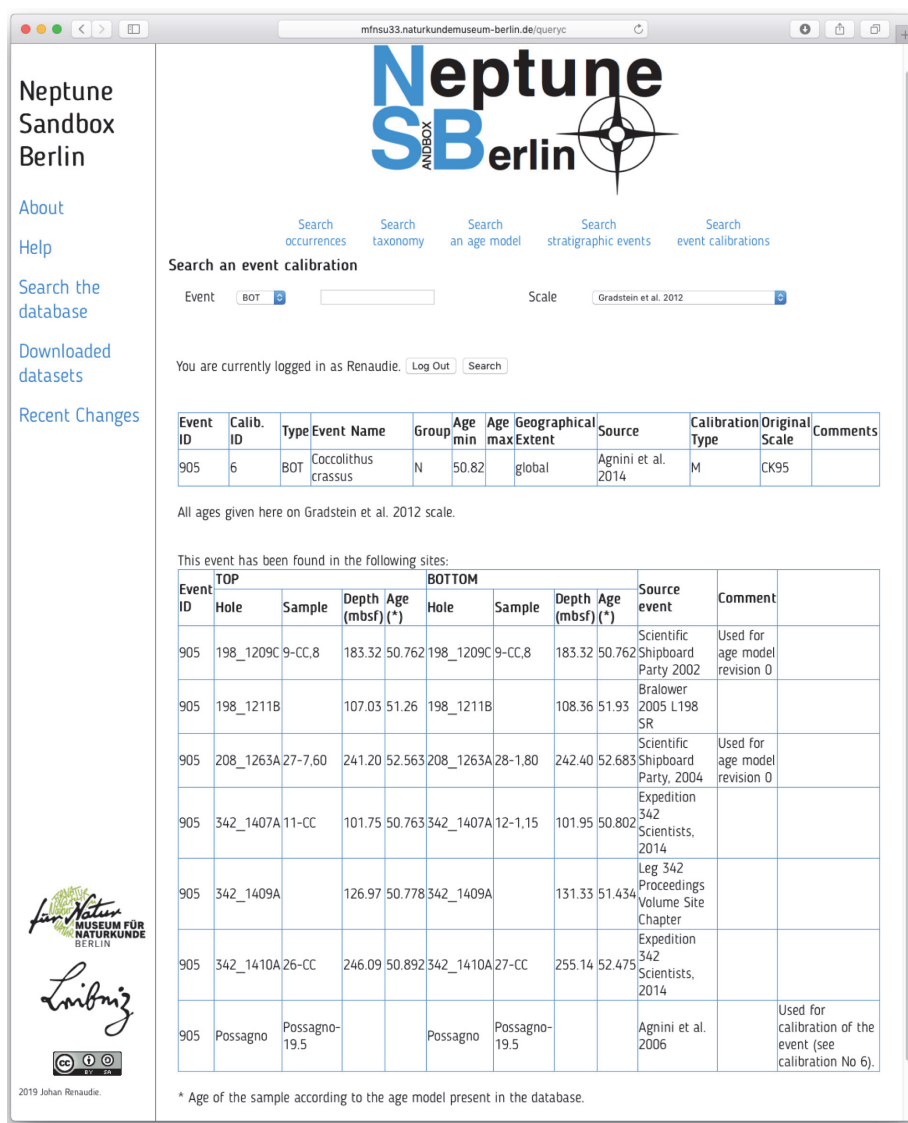 mfnsu33.naturkundemuseum-berlin.de/queryc
Neptune
Sandbox
Berlin
About
Help
Search the
database
Downloaded
datasets
Recent Changes
Neptune
SANDBOX
Berlin
Search occurrences
Search taxonomy
Search an age model
Search stratigraphic events
Search event calibrations
Search an event calibration
Event BOT Scale Gradstein et al. 2012
You are currently logged in as Renaudie. Log Out Search
Event ID Calib. ID Type Event Name Group Age min Age max Geographical Extent Source Calibration Type Original Scale Comments
905 6 BOT Coccolithus crassus N 50.82 global Agnini et al. 2014 M CK95
All ages given here on Gradstein et al. 2012 scale.
This event has been found in the following sites:
Event ID TOP BOTTOM Source event Comment
Hole Sample Depth (mbsf) Age (*) Hole Sample Depth (mbsf) Age (*)
905 198_1209C 9-CC,8 183.32 50.762 198_1209C 9-CC,8 183.32 50.762 Scientific Shipboard Party 2002 Used for age model revision 0
905 198_1211B 107.03 51.26 198_1211B 108.36 51.93 Bralower 2005 L198 SR
905 208_1263A 27-7,60 241.20 52.563 208_1263A 28-1,80 242.40 52.683 Scientific Shipboard Party, 2004 Used for age model revision 0
905 342_1407A 11-CC 101.75 50.763 342_1407A 12-1,15 101.95 50.802 Expedition 342 Scientists, 2014
905 342_1409A 126.97 50.778 342_1409A 131.33 51.434 Leg 342 Proceedings Volume Site Chapter
905 342_1410A 26-CC 246.09 50.892 342_1410A 27-CC 255.14 52.475 Expedition 342 Scientists, 2014
905 Possagno Possagno-19.5 Possagno Possagno-19.5 Agnini et al. 2006 Used for calibration of the event (see calibration No 6).
* Age of the sample according to the age model present in the database.
für Natur
MUSEUM FÜR
NATURKUNDE
BERLIN
Leibniz
cc BY SA
2019 Johan Renaudie.